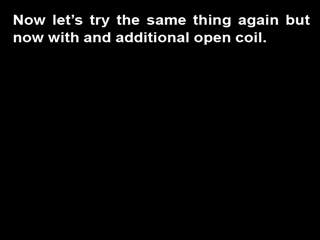 Now let's try the same thing again but
now with and additional open coil.